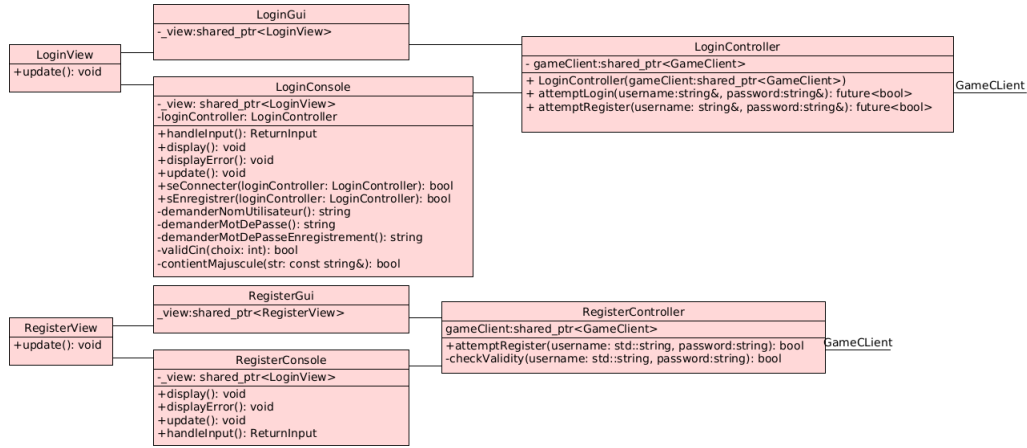 LoginGui
-_view:shared_ptr<LoginView>
LoginView
+update(): void
LoginConsole
-_view: shared_ptr<LoginView>
-loginController: LoginController
+handleInput(): ReturnInput
+display(): void
+displayError(): void
+update(): void
+seConnecter(loginController: LoginController): bool
+sEnregistrer(loginController: LoginController): bool
-demanderNomUtilisateur(): string
-demanderMotDePasse(): string
-demanderMotDePasseEnregistrement(): string
-validCin(choix: int): bool
-contientMajuscule(str: const string&): bool
LoginController
- gameClient:shared_ptr<GameClient>
+ LoginController(gameClient:shared_ptr<GameClient>)
+ attemptLogin(username:string&, password:string&): future<bool>
+ attemptRegister(username: string&, password:string&): future<bool>
GameCLient
RegisterGui
_view:shared_ptr<RegisterView>
RegisterView
+update(): void
RegisterConsole
-_view: shared_ptr<LoginView>
+display(): void
+displayError(): void
+update(): void
+handleInput(): ReturnInput
RegisterController
gameClient:shared_ptr<GameClient>
+attemptRegister(username: std::string, password:string): bool
-checkValidity(username: std::string, password:string): bool
GameCLient